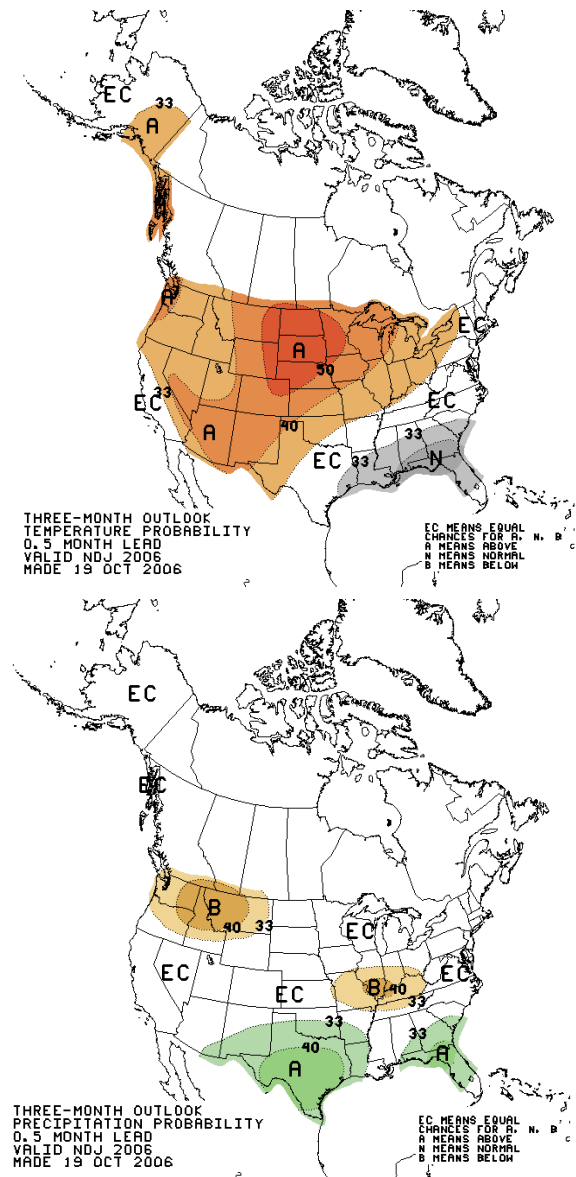 EC
33
A
A
A
50
EC
33
EC
EC
40
A
33
EC
33
N
THREE-MONTH OUTLOOK
TEMPERATURE PROBABILITY
0.5 MONTH LEAD
VALID NDJ 2006
MADE 19 OCT 2006
EC MEANS EQUAL
CHANCES FOR A, N, B
A MEANS ABOVE
N MEANS NORMAL
B MEANS BELOW
EC
EC
B
40
33
EC
EC
EC
EC
B
40
33
33
33
40
A
A
THREE-MONTH OUTLOOK
PRECIPITATION PROBABILITY
0.5 MONTH LEAD
VALID NDJ 2006
MADE 19 OCT 2006
EC MEANS EQUAL
CHANCES FOR A, N, B
A MEANS ABOVE
N MEANS NORMAL
B MEANS BELOW